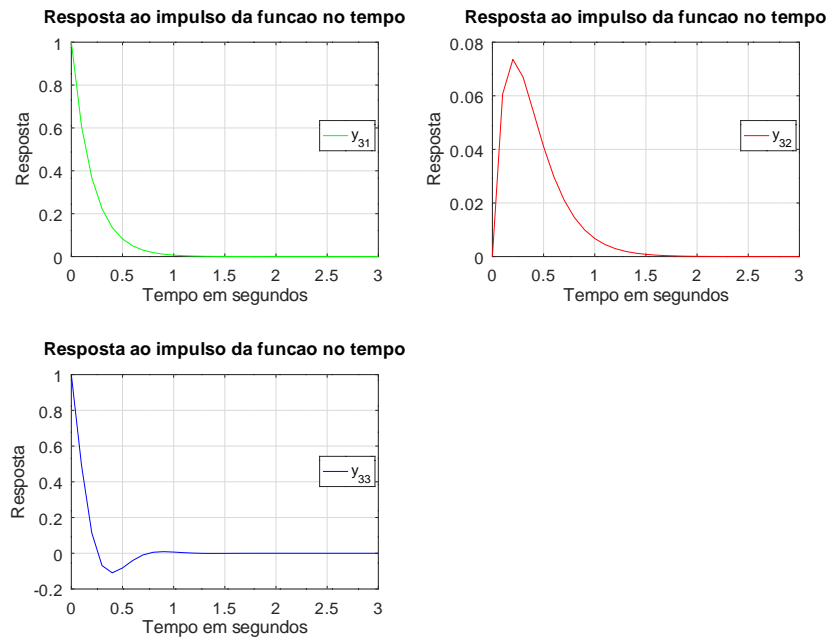 Resposta ao impulso da funcao no tempo
1
0.8
0.6
0.4
0.2
0
Resposta
y31
0 0.5 1 1.5 2 2.5 3
Tempo em segundos
Resposta ao impulso da funcao no tempo
0.08
0.06
0.04
0.02
0
Resposta
y32
0 0.5 1 1.5 2 2.5 3
Tempo em segundos
Resposta ao impulso da funcao no tempo
1
0.8
0.6
0.4
0.2
0
-0.2
Resposta
y33
0 0.5 1 1.5 2 2.5 3
Tempo em segundos